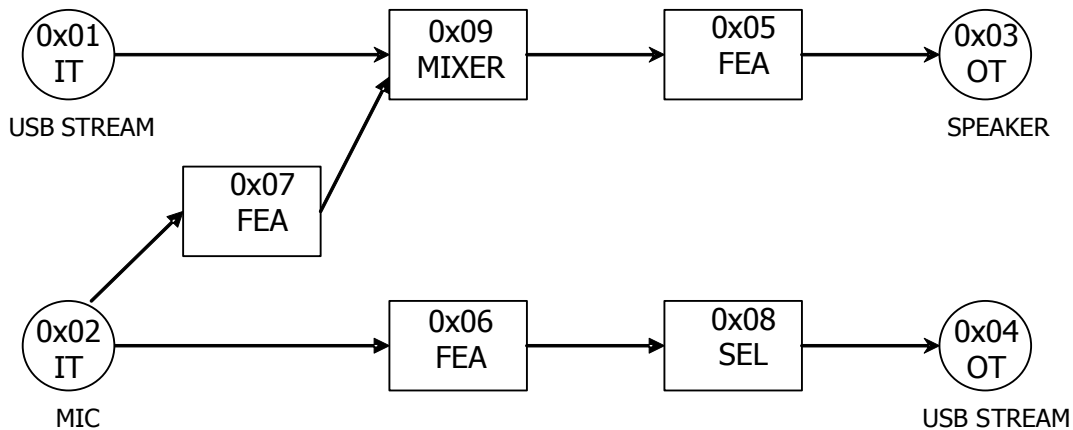 0x01
IT
USB STREAM
0x09
MIXER
0x05
FEA
0x03
OT
SPEAKER
0x07
FEA
0x02
IT
MIC
0x06
FEA
0x08
SEL
0x04
OT
USB STREAM